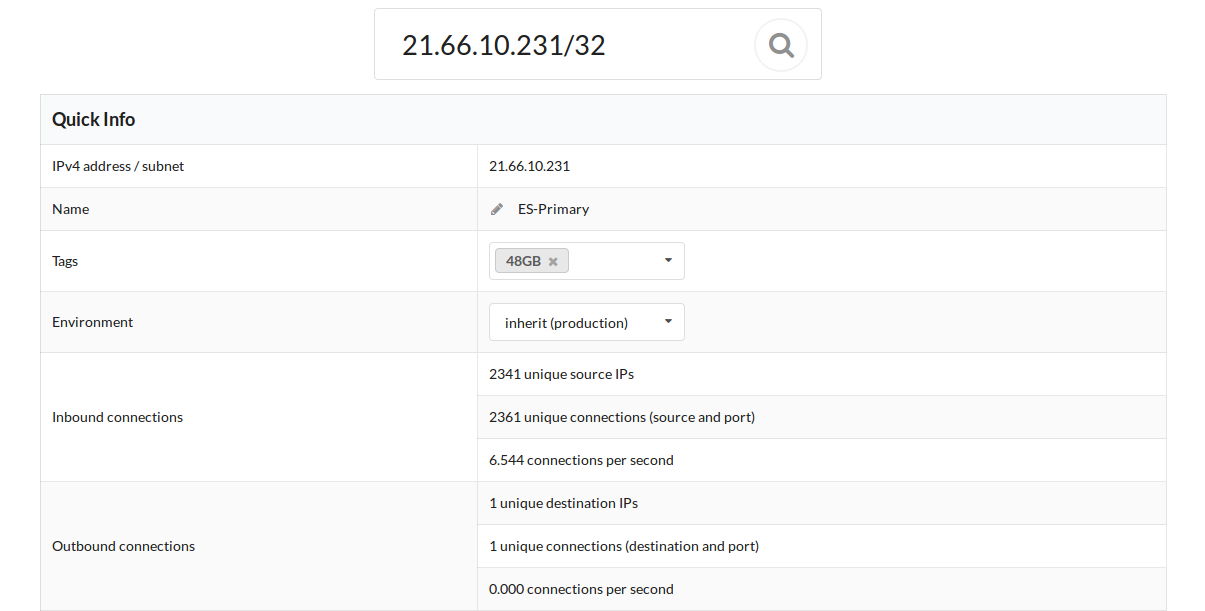 21.66.10.231/32
Quick Info
IPv4 address / subnet
21.66.10.231
Name
ES-Primary
Tags
48GB
Environment
inherit (production)
Inbound connections
2341 unique source IPs
2361 unique connections (source and port)
6.544 connections per second
Outbound connections
1 unique destination IPs
1 unique connections (destination and port)
0.000 connections per second